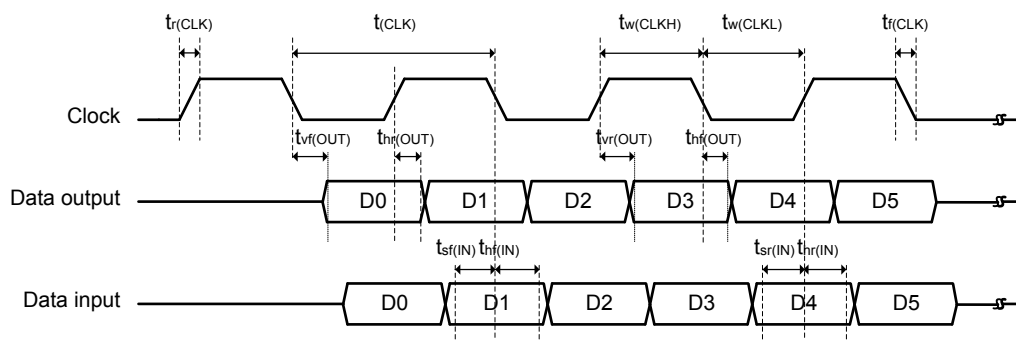 tr(CLK) t(CLK) tw(CLKH) tw(CLKL) tf(CLK)
Clock
tvf(OUT) thr(OUT) tvr(OUT) thf(OUT)
Data output D0 D1 D2 D3 D4 D5
tsf(IN) thf(IN) tsr(IN) thr(IN)
Data input D0 D1 D2 D3 D4 D5